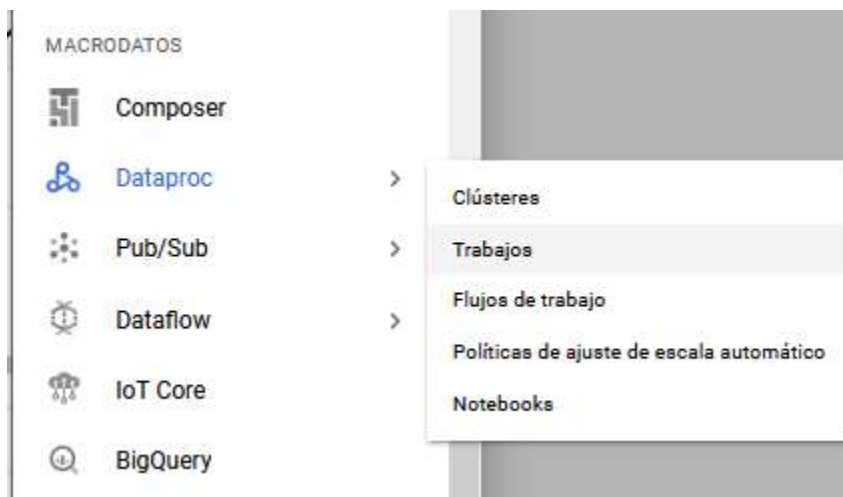 MACRODATOS
Composer
Dataproc
Pub/Sub
Dataflow
IoT Core
BigQuery
Clústeres
Trabajos
Flujos de trabajo
Políticas de ajuste de escala automático
Notebooks